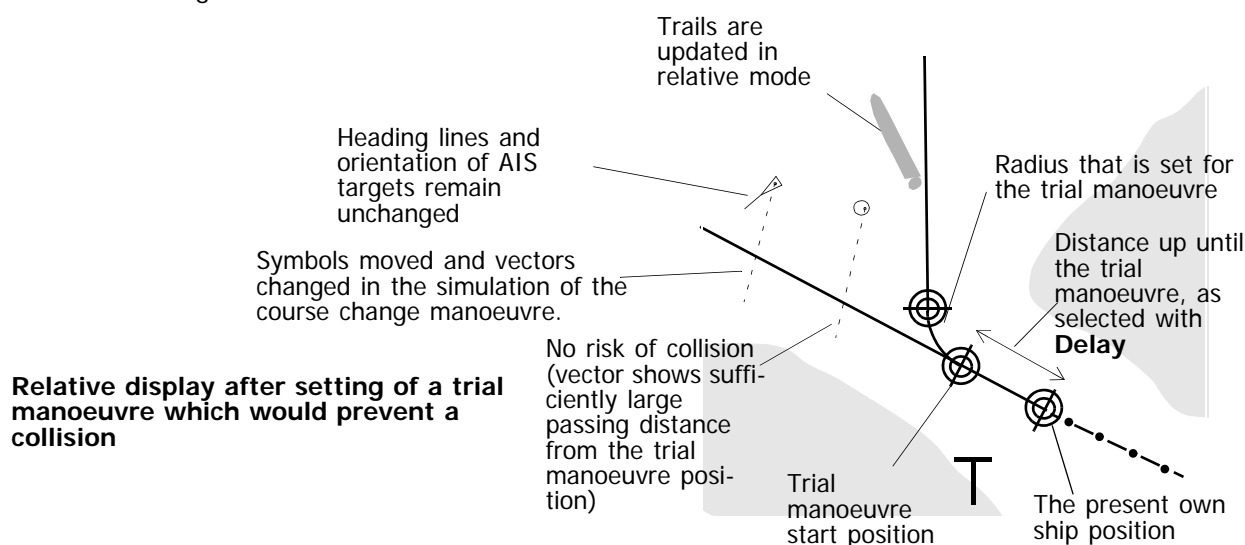 Trails are
updated in
relative mode
Heading lines and
orientation of AIS
targets remain
unchanged
Radius that is set for
the trial manoeuvre
Distance up until
the trial
manoeuvre, as
selected with
Delay
Symbols moved and vectors
changed in the simulation of the
course change manoeuvre.
No risk of collision
(vector shows suffi-
ciently large
passing distance
from the trial
manoeuvre posi-
tion)
Relative display after setting of a trial
manoeuvre which would prevent a
collision
T
Trial
manoeuvre
start position
The present own
ship position